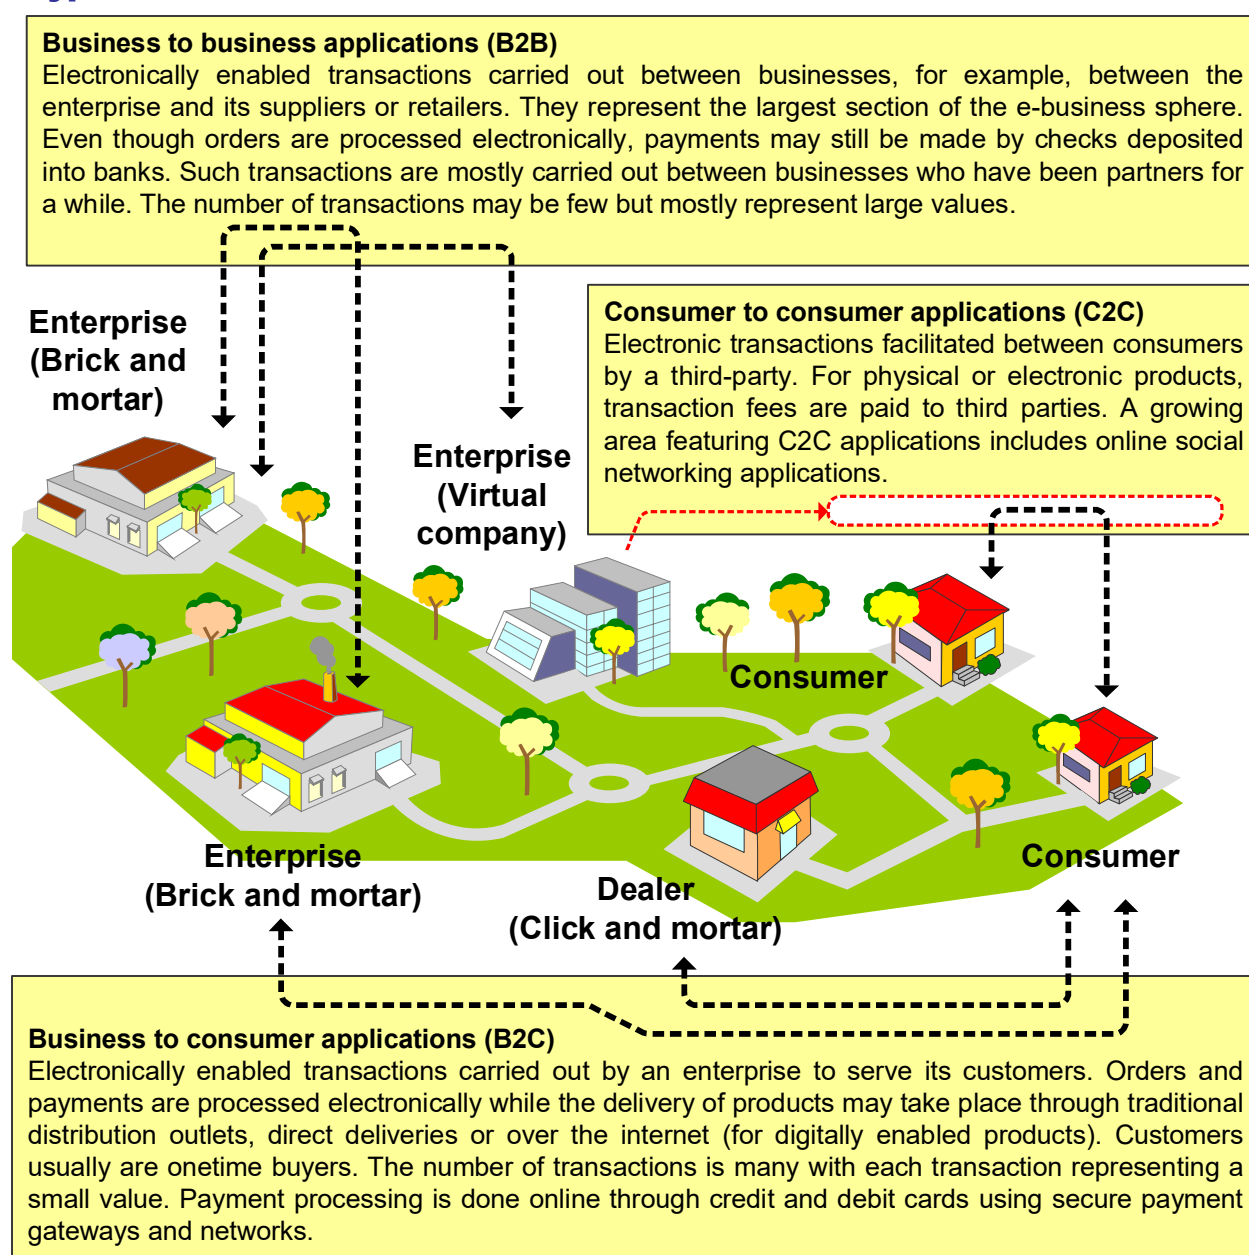 Business to business applications (B2B)
Electronically enabled transactions carried out between businesses, for example, between the
enterprise and its suppliers or retailers. They represent the largest section of the e-business sphere.
Even though orders are processed electronically, payments may still be made by checks deposited
into banks. Such transactions are mostly carried out between businesses who have been partners for
a while. The number of transactions may be few but mostly represent large values.
Enterprise
(Brick and
mortar)
Consumer to consumer applications (C2C)
Electronic transactions facilitated between consumers
by a third-party. For physical or electronic products,
transaction fees are paid to third parties. A growing
area featuring C2C applications includes online social
networking applications.
Enterprise
(Virtual
company)
Consumer
Enterprise
(Brick and mortar)
Dealer
(Click and mortar)
Consumer
Business to consumer applications (B2C)
Electronically enabled transactions carried out by an enterprise to serve its customers. Orders and
payments are processed electronically while the delivery of products may take place through traditional
distribution outlets, direct deliveries or over the internet (for digitally enabled products). Customers
usually are onetime buyers. The number of transactions is many with each transaction representing a
small value. Payment processing is done online through credit and debit cards using secure payment
gateways and networks.